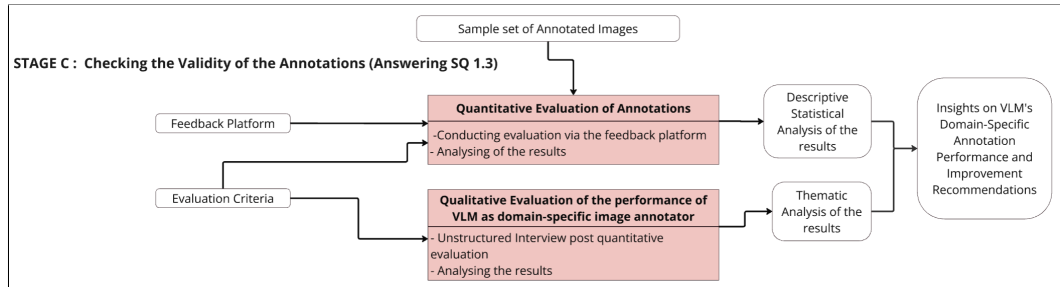 Sample set of Annotated Images
STAGE C : Checking the Validity of the Annotations (Answering SQ 1.3)
Feedback Platform
Evaluation Criteria
Quantitative Evaluation of Annotations
-Conducting evaluation via the feedback platform
- Analysing of the results
Qualitative Evaluation of the performance of
VLM as domain-specific image annotator
- Unstructured Interview post quantitative
evaluation
- Analysing the results
Descriptive
Statistical
Analysis of the
results
Thematic
Analysis of the
results
Insights on VLM's
Domain-Specific
Annotation
Performance and
Improvement
Recommendations